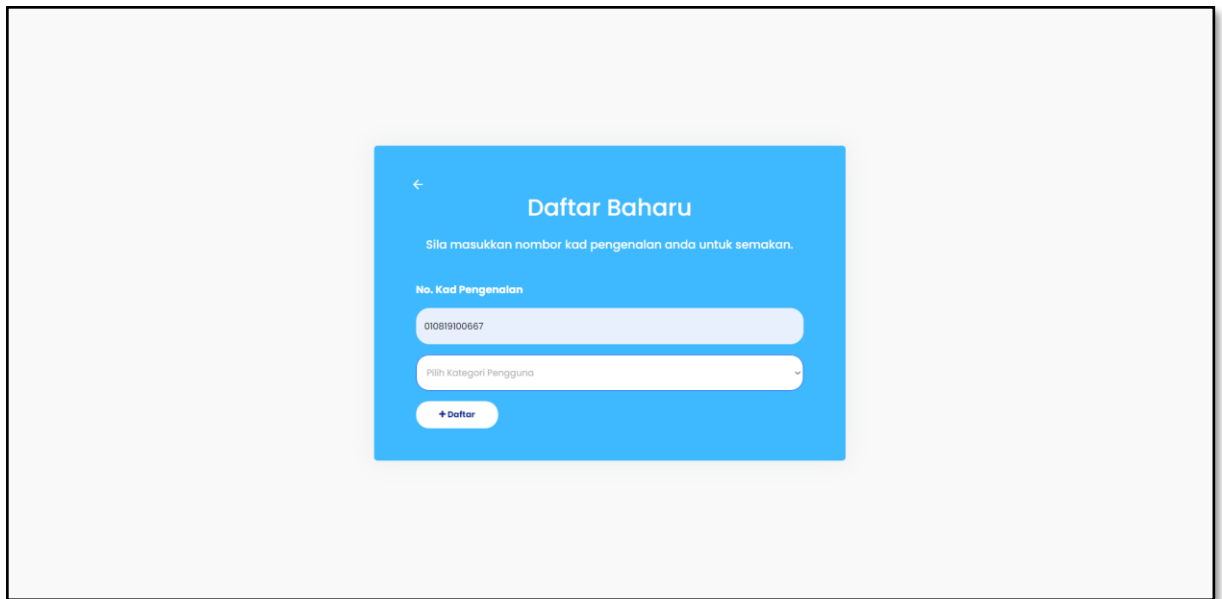 Daftar Baharu
Sila masukkan nombor kad pengenalan anda untuk semakan.
No. Kad Pengenalan
010819100667
Pilih Kategori Pengguna
+ Daftar